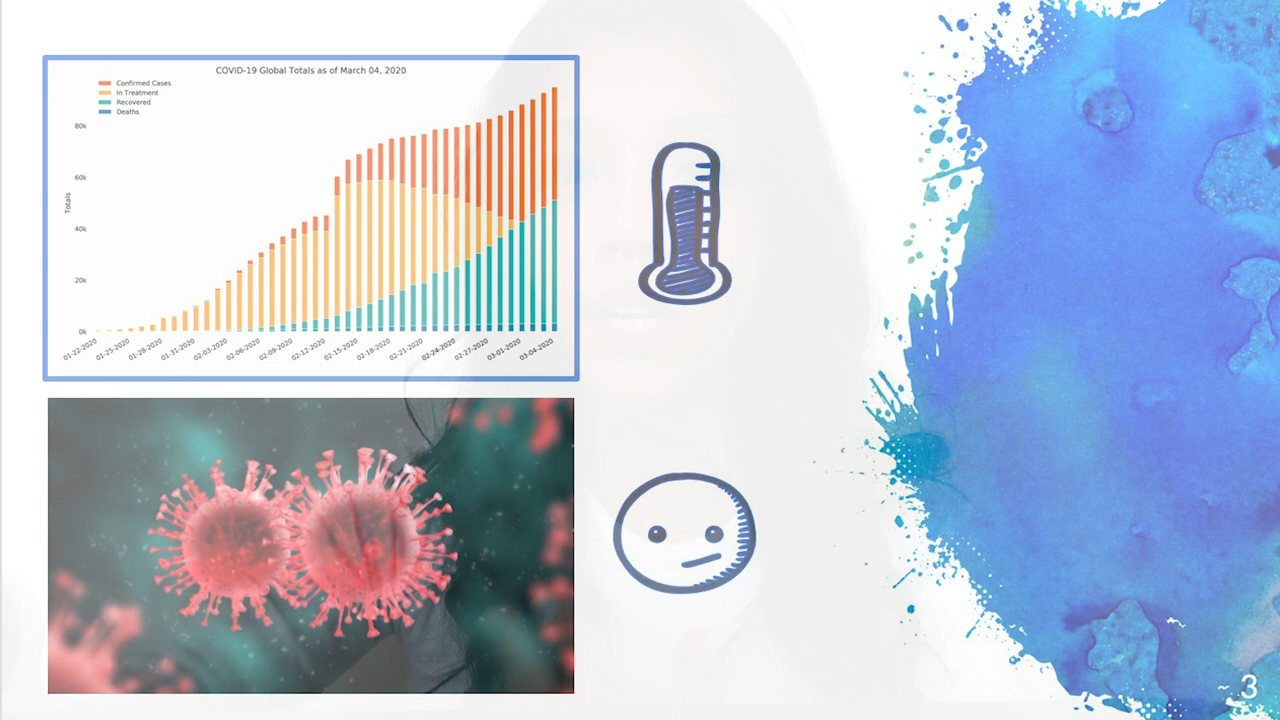 COVID-19 Global Totals as of March 04, 2020
Confirmed Cases
In Treatment
Recovered
Deaths
80k
60k
40k
20k
0k
Totals
01-22-2020
01-25-2020
01-28-2020
01-31-2020
02-03-2020
02-06-2020
02-09-2020
02-12-2020
02-15-2020
02-18-2020
02-21-2020
02-24-2020
02-27-2020
03-01-2020
03-04-2020
3